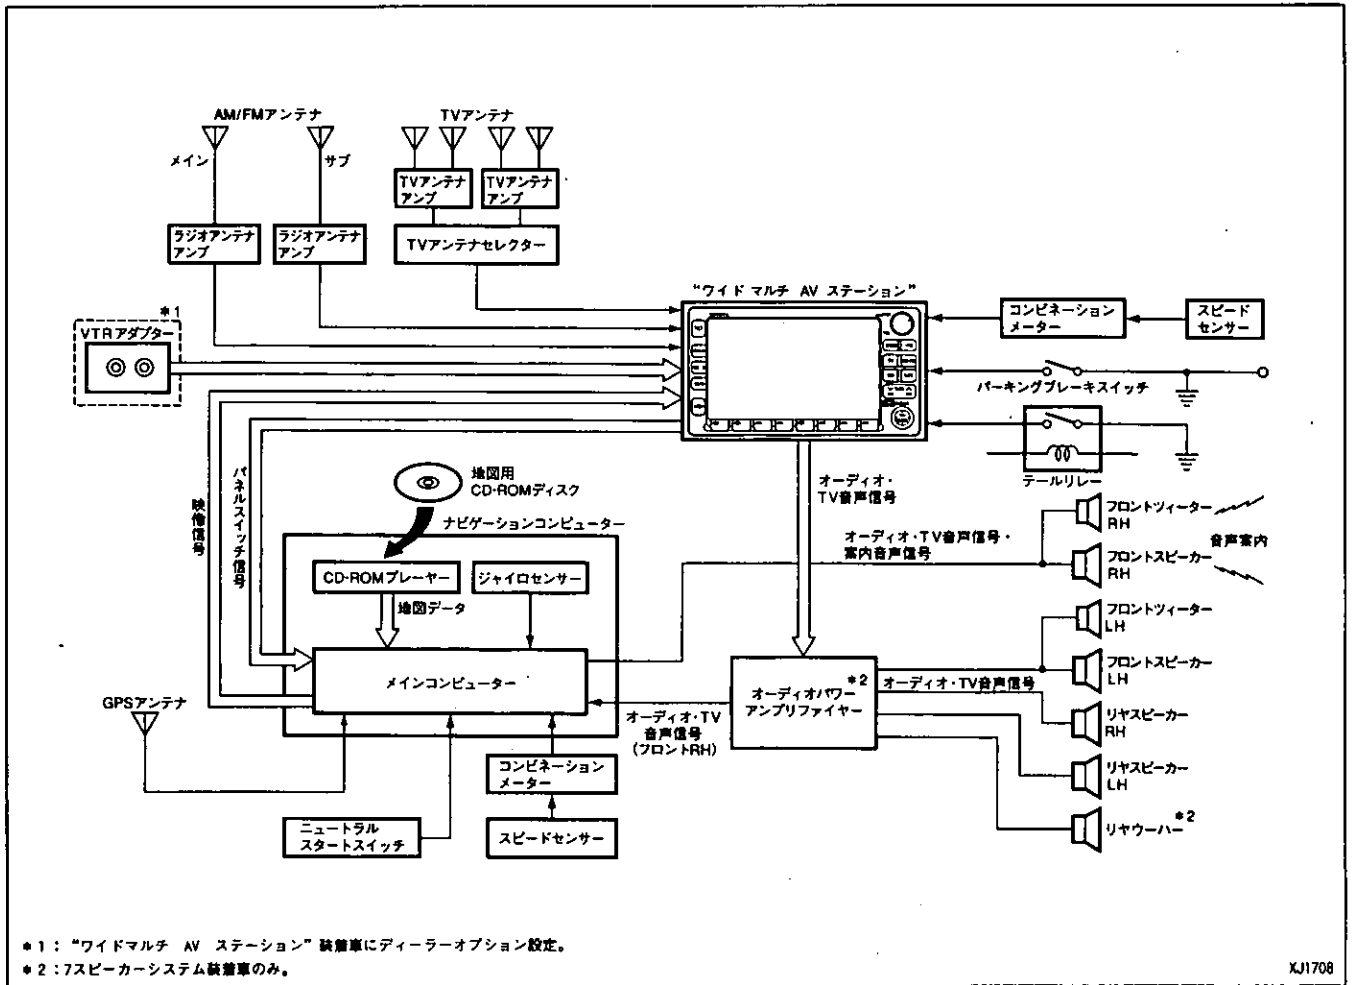 AM/FMアンテナ
メイン
サブ
TVアンテナ
TVアンテナ
アンプ
TVアンテナ
アンプ
ラジオアンテナ
アンプ
ラジオアンテナ
アンプ
TVアンテナセレクター
"ワイド マルチ AV ステーション"
*1
VTRアダプター
コンビネーション
メーター
スピード
センサー
パーキングブレーキスイッチ
テールリレー
映像信号
パネルスイッチ信号
地図用
CD-ROMディスク
ナビゲーションコンピューター
CD-ROMプレーヤー
ジャイロセンサー
地図データ
メインコンピューター
オーディオ・
TV音声信号
オーディオ・TV音声信号・
案内音声信号
フロントツィーター
RH
音声案内
フロントスピーカー
RH
フロントツィーター
LH
フロントスピーカー
LH
*2
オーディオパワー
アンプリファイヤー
オーディオ・TV音声信号
リヤスピーカー
RH
リヤスピーカー
LH
リヤウーハー*2
GPSアンテナ
オーディオ・TV
音声信号
(フロントRH)
コンビネーション
メーター
スピードセンサー
ニュートラル
スタートスイッチ
*1:"ワイドマルチ AV ステーション"装着車にディーラーオプション設定。
*2:7スピーカーシステム装着車のみ。
XJ1708